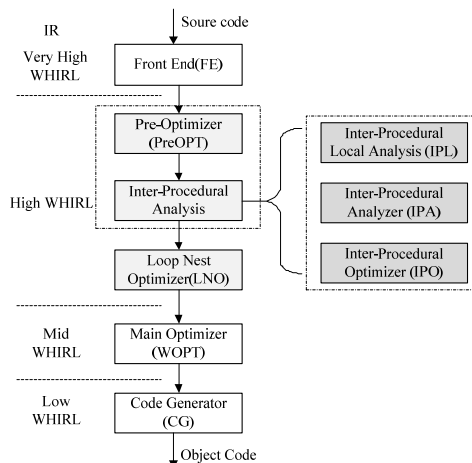 Soure code
IR
Very High
WHIRL
Front End(FE)
Pre-Optimizer
(PreOPT)
Inter-Procedural
Local Analysis (IPL)
High WHIRL
Inter-Procedural
Analysis
Inter-Procedural
Analyzer (IPA)
Loop Nest
Optimizer(LNO)
Inter-Procedural
Optimizer (IPO)
Mid
WHIRL
Main Optimizer
(WOPT)
Low
WHIRL
Code Generator
(CG)
Object Code